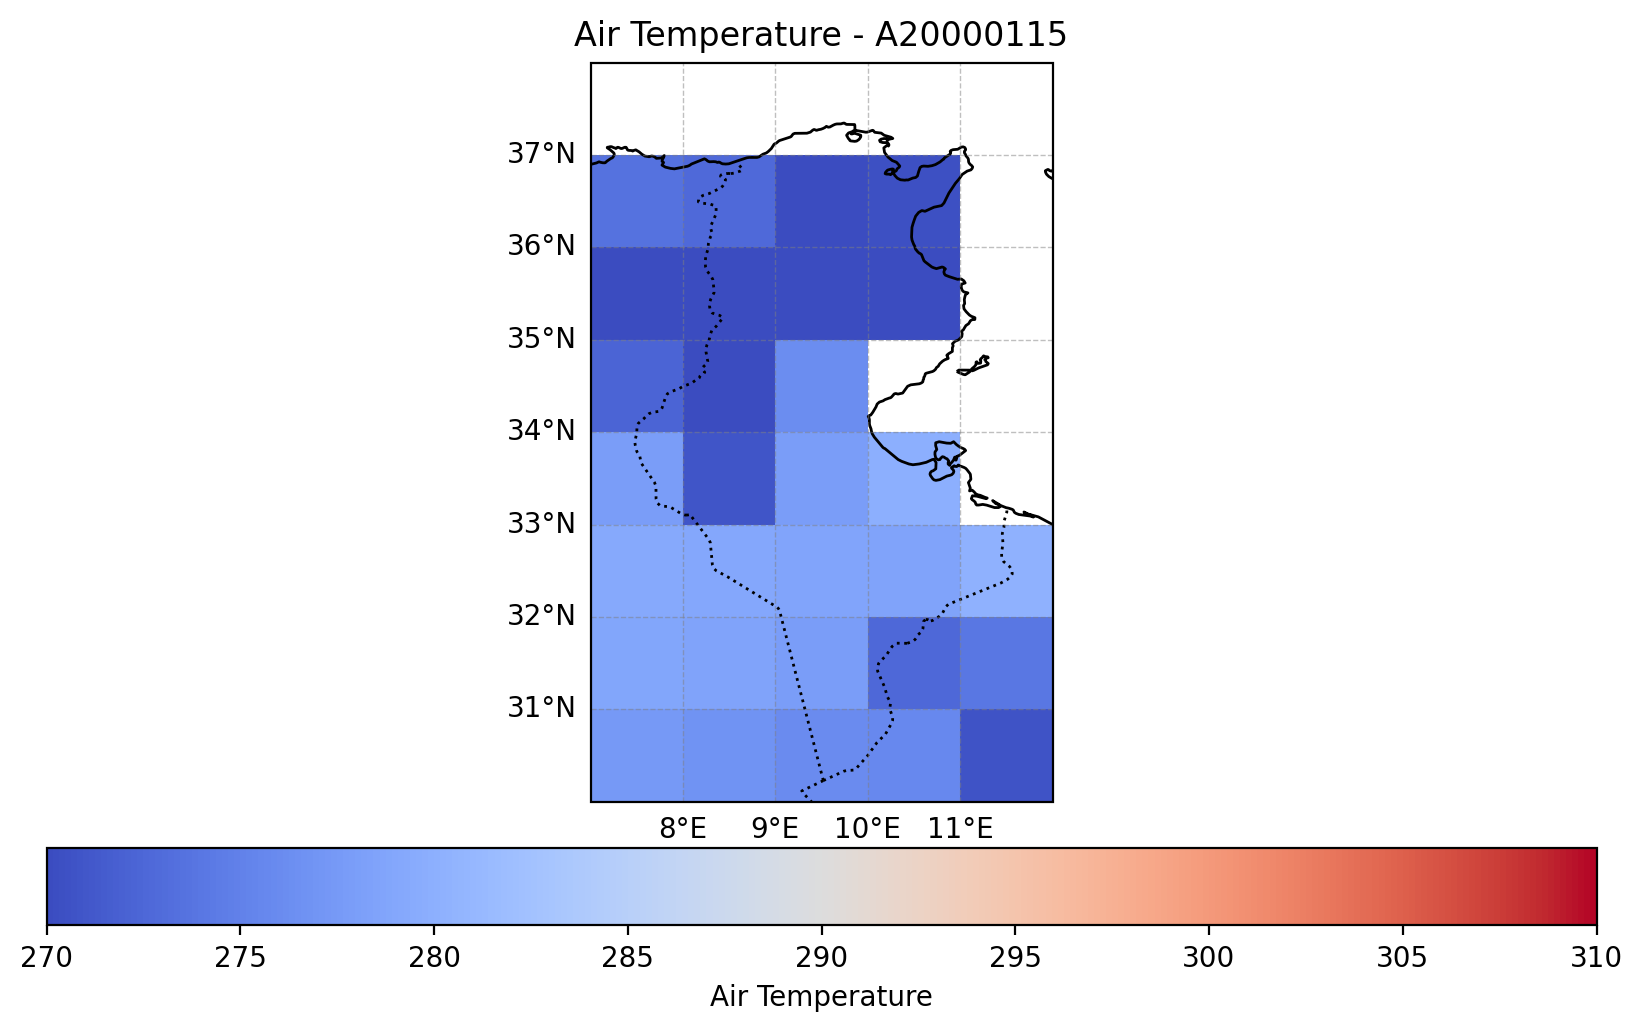 Air Temperature - A20000115
37°N
36°N
35°N
34°N
33°N
32°N
31°N
8°E 9°E 10°E 11°E
270 275 280 285 290 295 300 305 310
Air Temperature